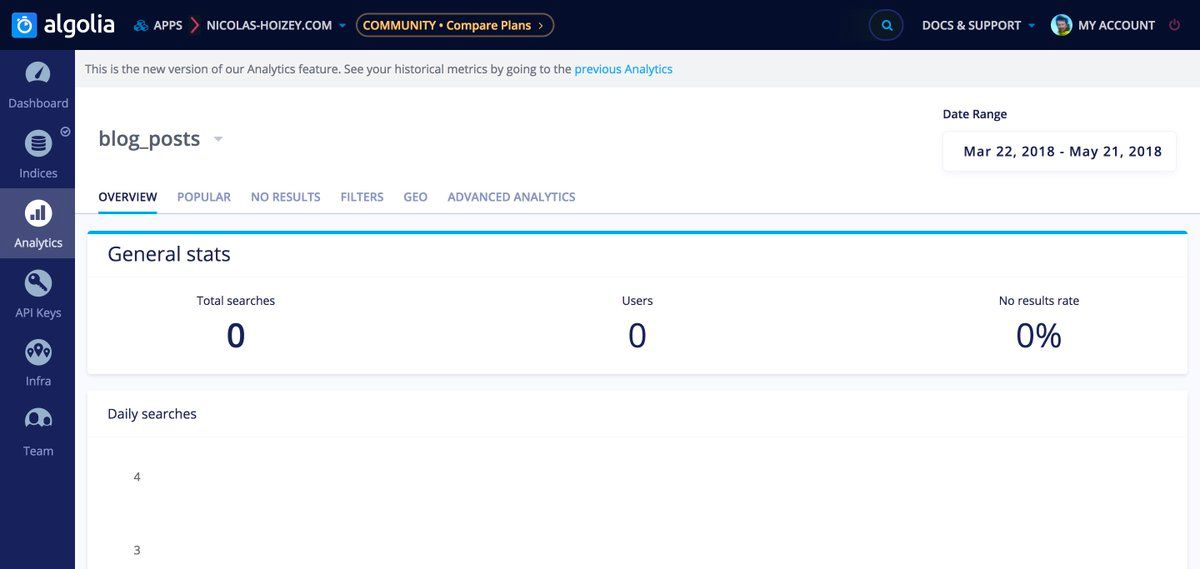 algolia APPS NICOLAS-HOIZEY.COM COMMUNITY • Compare Plans > DOCS & SUPPORT MY ACCOUNT
This is the new version of our Analytics feature. See your historical metrics by going to the previous Analytics
Dashboard
Indices
Analytics
API Keys
Infra
Team
Date Range
blog_posts
Mar 22, 2018 - May 21, 2018
OVERVIEW POPULAR NO RESULTS FILTERS GEO ADVANCED ANALYTICS
General stats
Total searches Users No results rate
0 0 0%
Daily searches
4
3